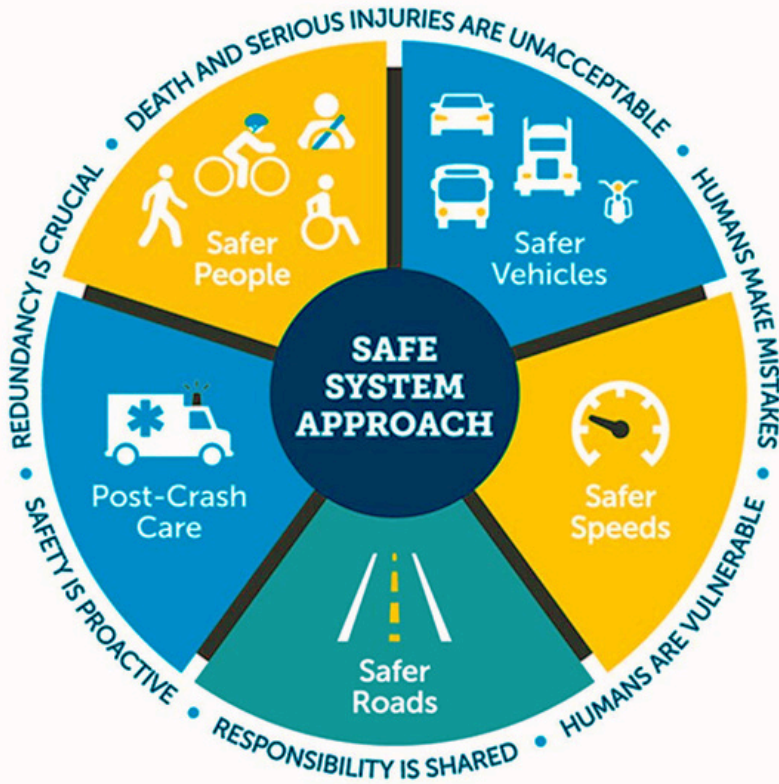 DEATH AND SERIOUS INJURIES ARE UNACCEPTABLE
HUMANS MAKE MISTAKES
HUMANS ARE VULNERABLE
RESPONSIBILITY IS SHARED
SAFETY IS PROACTIVE
REDUNDANCY IS CRUCIAL
Safer
People
Safer
Vehicles
SAFE
SYSTEM
APPROACH
Post-Crash
Care
Safer
Speeds
Safer
Roads